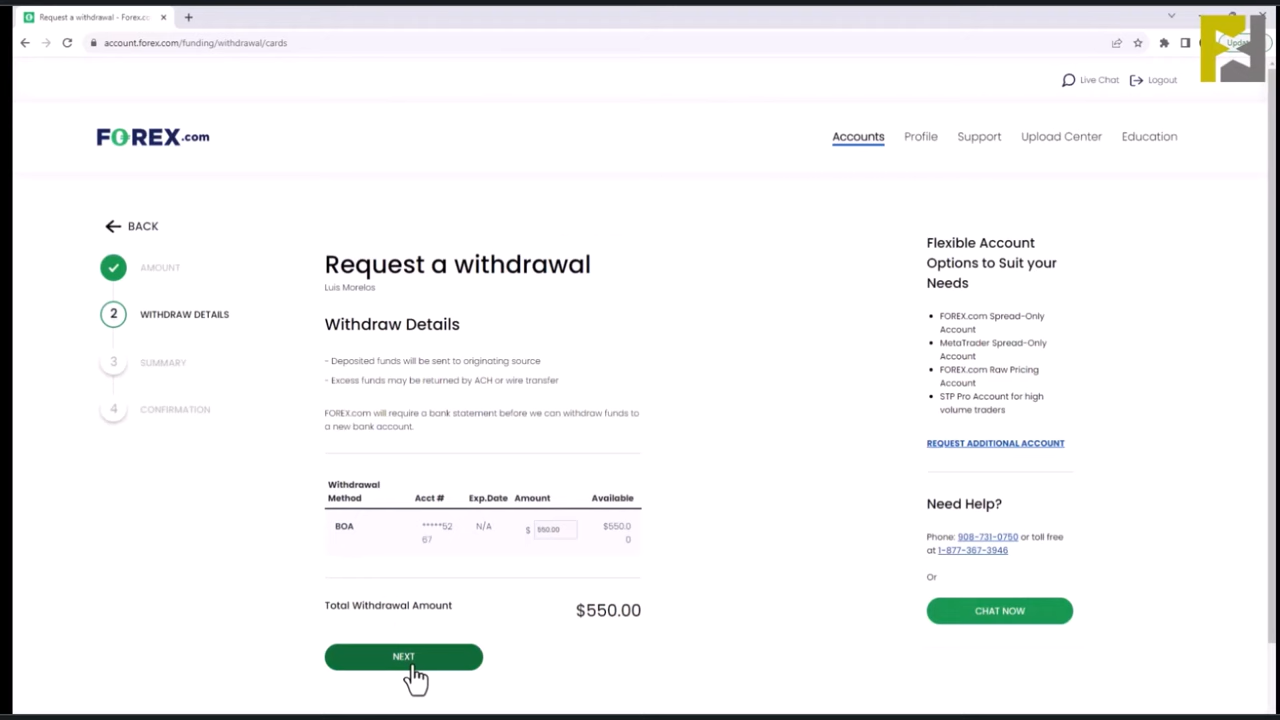 Request a withdrawal - Forex.cc
account.forex.com/funding/withdrawal/cards
Live Chat
Logout
FOREX.com
Accounts
Profile
Support
Upload Center
Education
BACK
AMOUNT
2
WITHDRAW DETAILS
3
SUMMARY
4
CONFIRMATION
Request a withdrawal
Luis Morelos
Withdraw Details
- Deposited funds will be sent to originating source
- Excess funds may be returned by ACH or wire transfer
FOREX.com will require a bank statement before we can withdraw funds to
a new bank account.
Withdrawal
Method Acct # Exp.Date Amount Available
BOA *****52 N/A $ 550.00 $550.0
67 0
Total Withdrawal Amount $550.00
NEXT
Flexible Account
Options to Suit your
Needs
• FOREX.com Spread-Only
Account
• MetaTrader Spread-Only
Account
• FOREX.com Raw Pricing
Account
• STP Pro Account for high
volume traders
REQUEST ADDITIONAL ACCOUNT
Need Help?
Phone: 908-731-0750 or toll free
at 1-877-367-3946
Or
CHAT NOW